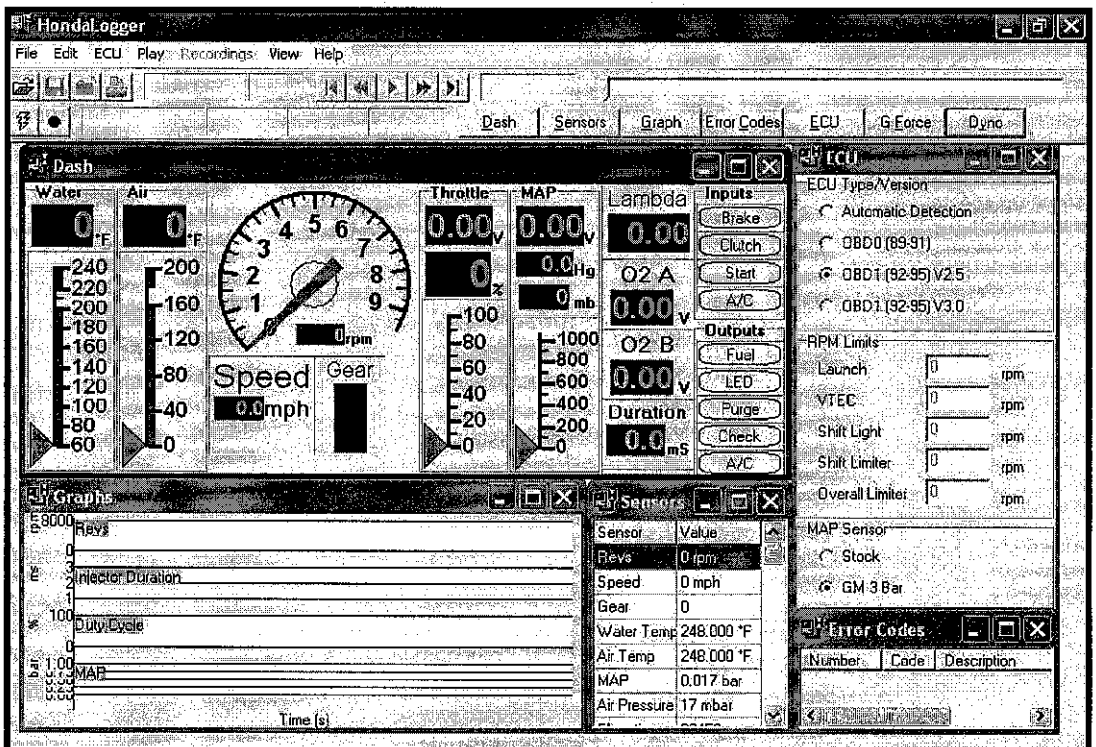 HondaLogger
File Edit ECU Play Recordings View Help
Dash Sensors Graph Error Codes ECU G Force Dyno
Dash
Water
0 °F
240
220
200
180
160
140
120
100
80
60
Air
0 °F
200
160
120
80
40
0
0 1 2 3 4 5 6 7 8 9
0 rpm
Speed
0.0 mph
Gear
Throttle
0.00 v
0 %
100
80
60
40
20
0
MAP
0.00 v
0.0 Hg
0 mb
1000
800
600
400
200
0
Lambda
0.00
O2 A
0.00 v
O2 B
0.00 v
Duration
0.0 mS
Inputs
Brake
Clutch
Start
A/C
Outputs
Fuel
LED
Purge
Check
A/C
ECU
ECU Type/Version
Automatic Detection
OBD0 (89-91)
OBD1 (92-95) V2.5
OBD1 (92-95) V3.0
RPM Limits
Launch 0 rpm
VTEC 0 rpm
Shift Light 0 rpm
Shift Limiter 0 rpm
Overall Limiter 0 rpm
MAP Sensor
Stock
GM 3 Bar
Graphs
rpm 8000 Revs
0
ms 3 Injector Duration
2
1
% 100 Duty Cycle
0
bar 1.00 MAP
Time [s]
Sensors
Sensor Value
Revs 0 rpm
Speed 0 mph
Gear 0
Water Temp 248.000 °F
Air Temp 248.000 °F
MAP 0.017 bar
Air Pressure 17 mbar
Error Codes
Number Code Description